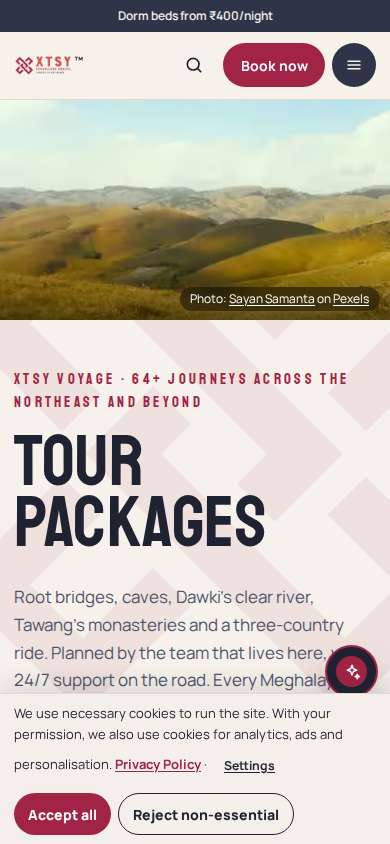 Dorm beds from ₹400/night
XTSY™
Book now
Photo: Sayan Samanta on Pexels
XTSY VOYAGE · 64+ JOURNEYS ACROSS THE
NORTHEAST AND BEYOND
TOUR
PACKAGES
Root bridges, caves, Dawki's clear river,
Tawang's monasteries and a three-country
ride. Planned by the team that lives here,
24/7 support on the road. Every
We use necessary cookies to run the site. With your
permission, we also use cookies for analytics, ads and
personalisation. Privacy Policy · Settings
Accept all
Reject non-essential